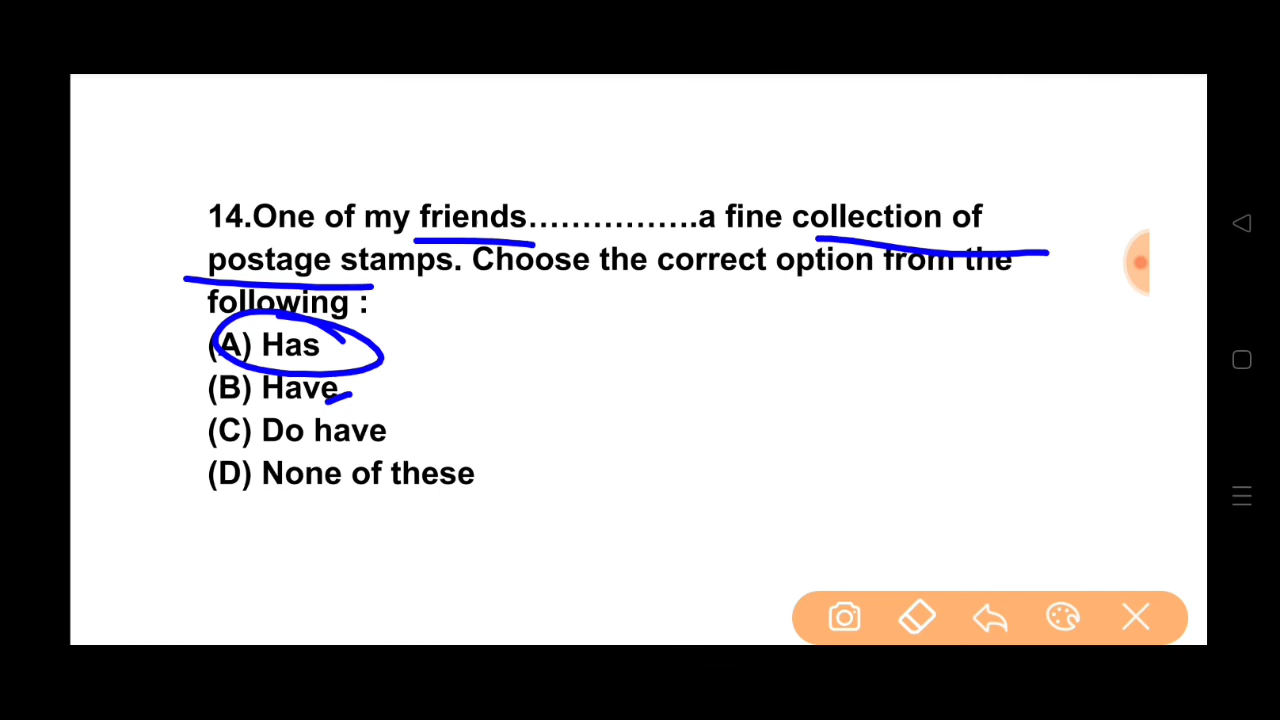 14.One of my friends................a fine collection of
postage stamps. Choose the correct option from the
following :
(A) Has
(B) Have
(C) Do have
(D) None of these